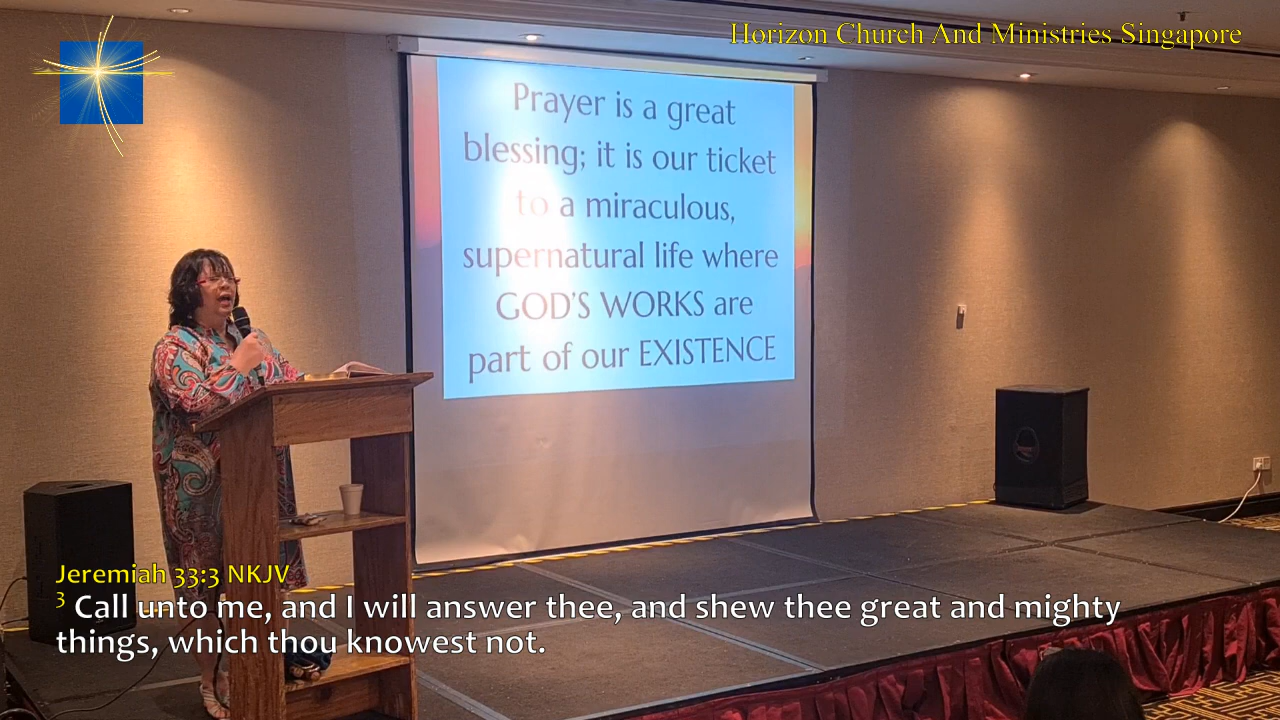 Horizon Church And Ministries Singapore
Prayer is a great
blessing; it is our ticket
to a miraculous,
supernatural life where
GOD'S WORKS are
part of our EXISTENCE
Jeremiah 33:3 NKJV
3 Call unto me, and I will answer thee, and shew thee great and mighty
things, which thou knowest not.